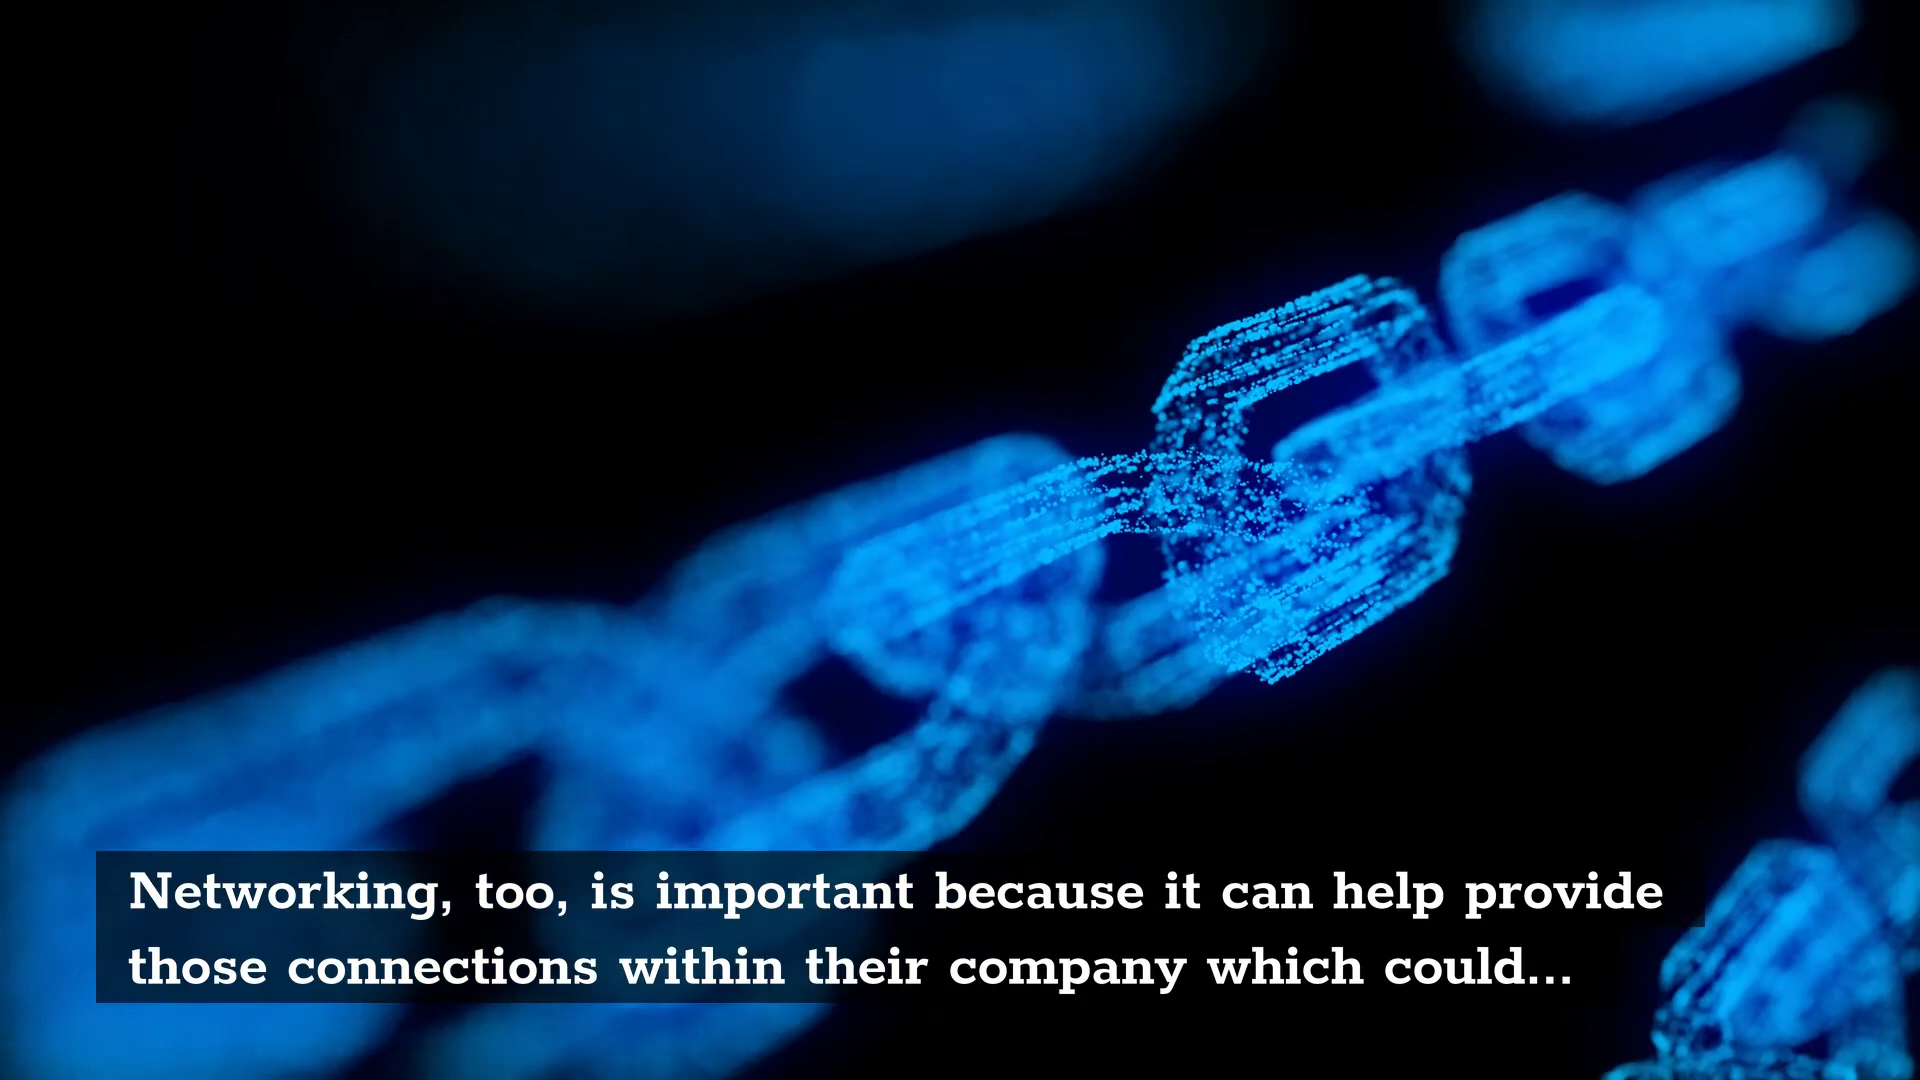 Networking, too, is important because it can help provide
those connections within their company which could...